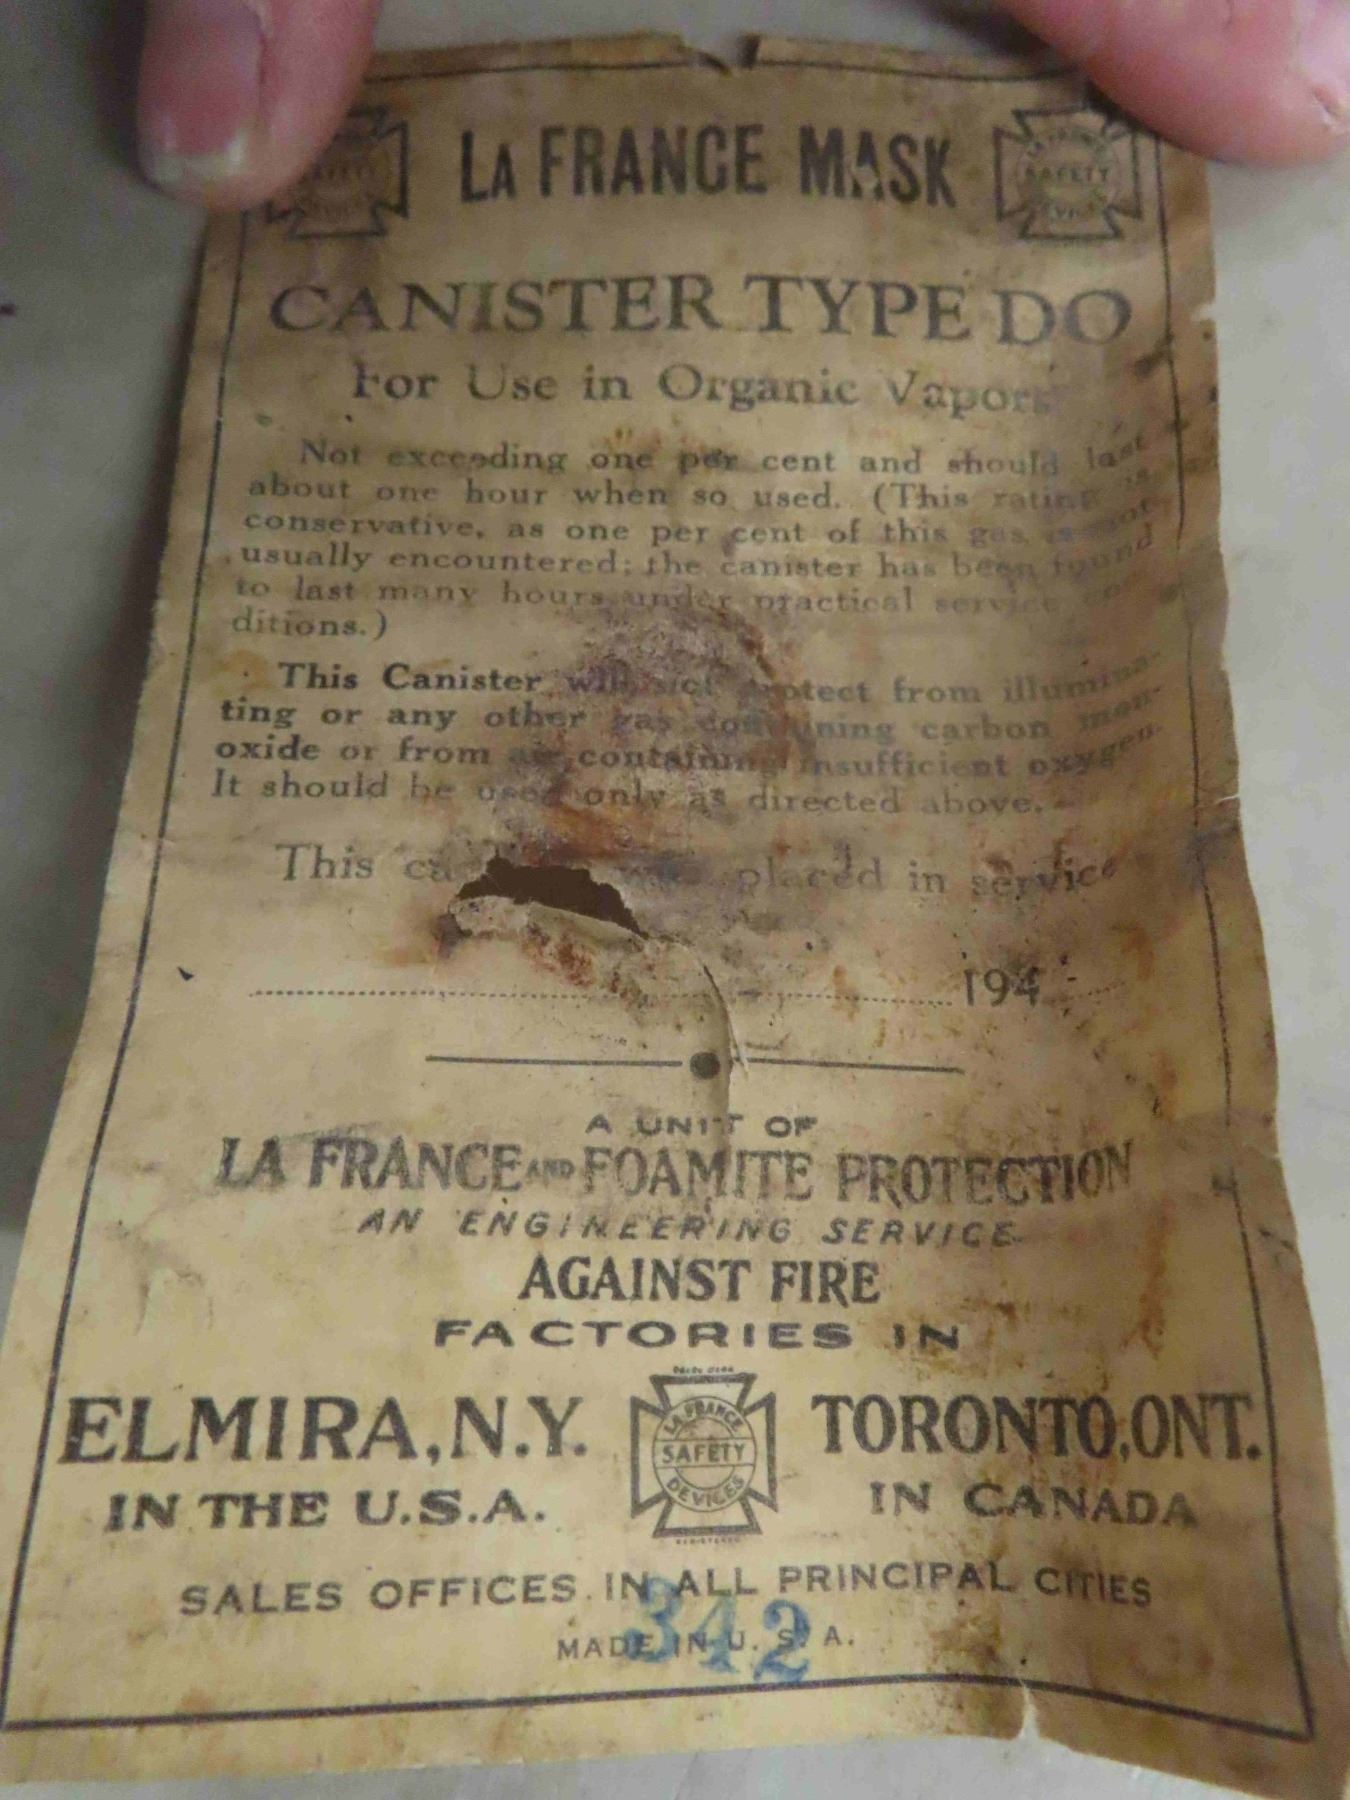 LA FRANCE MASK
SAFETY
CANISTER TYPE DO
For Use in Organic Vapors
Not exceeding one per cent and should last
about one hour when so used. (This rating is
conservative, as one per cent of this gas is not
usually encountered; the canister has been found
to last many hours under practical service con-
ditions.)
This Canister will not protect from illumina-
ting or any other gas containing carbon mon-
oxide or from air containing insufficient oxygen.
It should be used only as directed above.
This placed in service
194
A UNIT OF
LA FRANCE AND FOAMITE PROTECTION
AN ENGINEERING SERVICE
AGAINST FIRE
FACTORIES IN
ELMIRA, N.Y.
IN THE U.S.A.
LA FRANCE
SAFETY
DEVICES
TORONTO, ONT.
IN CANADA
SALES OFFICES IN ALL PRINCIPAL CITIES
MADE IN U. S. A.
342